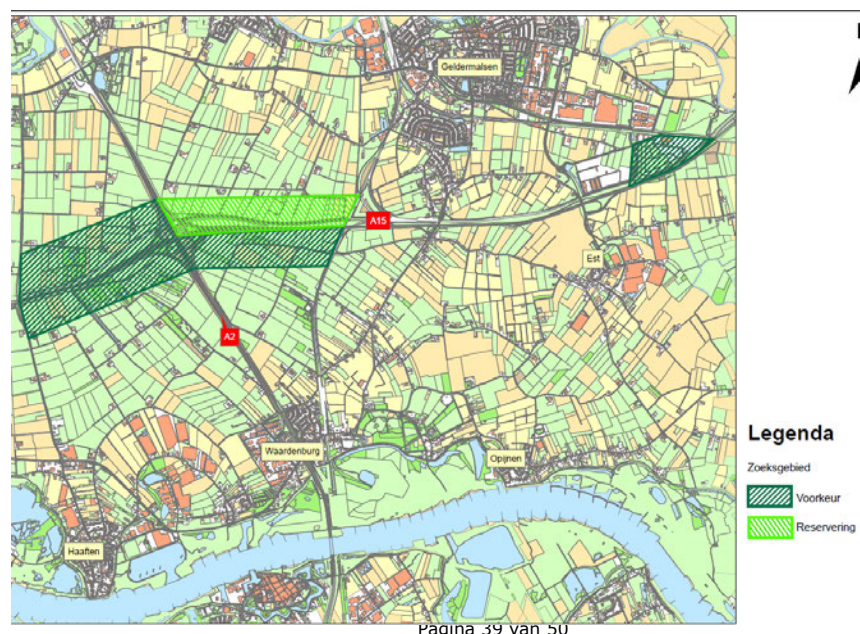 Geldermalsen
A15
Est
A2
Waardenburg
Opijnen
Haaften
Legenda
Zoeksgebied
Voorkeur
Reservering
Pagina 39 van 50